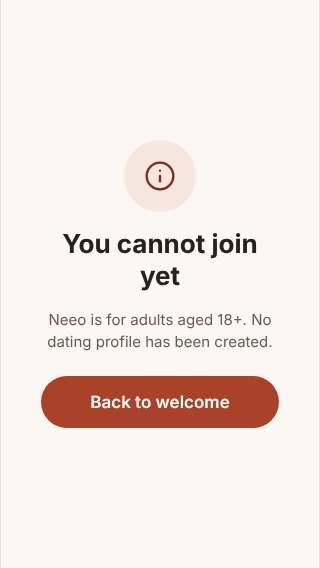 You cannot join
yet
Neeo is for adults aged 18+. No
dating profile has been created.
Back to welcome